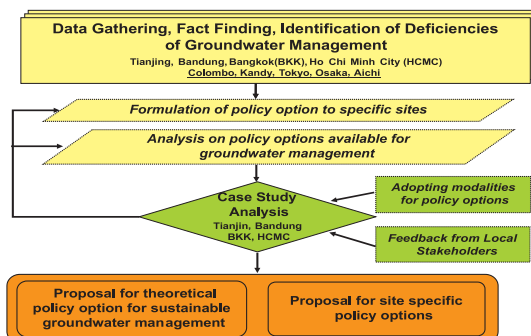 Data Gathering, Fact Finding, Identification of Deficiencies
of Groundwater Management
Tianjing, Bandung, Bangkok(BKK), Ho Chi Minh City (HCMC)
Colombo, Kandy, Tokyo, Osaka, Aichi
Formulation of policy option to specific sites
Analysis on policy options available for
groundwater management
Case Study
Analysis
Tianjin, Bandung
BKK, HCMC
Adopting modalities
for policy options
Feedback from Local
Stakeholders
Proposal for theoretical
policy option for sustainable
groundwater management
Proposal for site specific
policy options